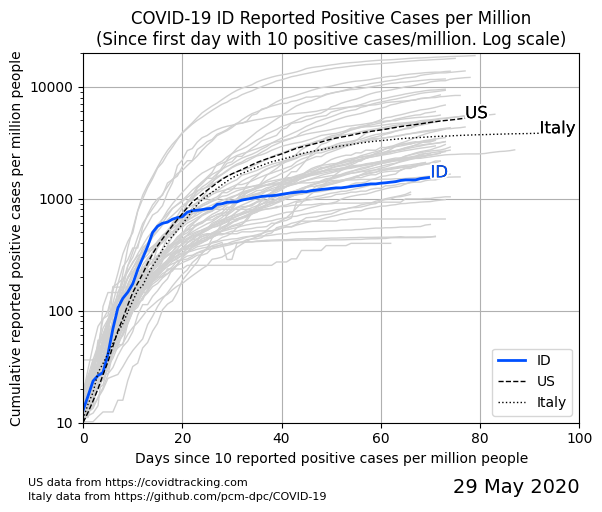 COVID-19 ID Reported Positive Cases per Million
(Since first day with 10 positive cases/million. Log scale)
Cumulative reported positive cases per million people
10000
1000
100
10
US
Italy
ID
ID
US
Italy
0
20
40
60
80
100
Days since 10 reported positive cases per million people
US data from https://covidtracking.com
Italy data from https://github.com/pcm-dpc/COVID-19
29 May 2020